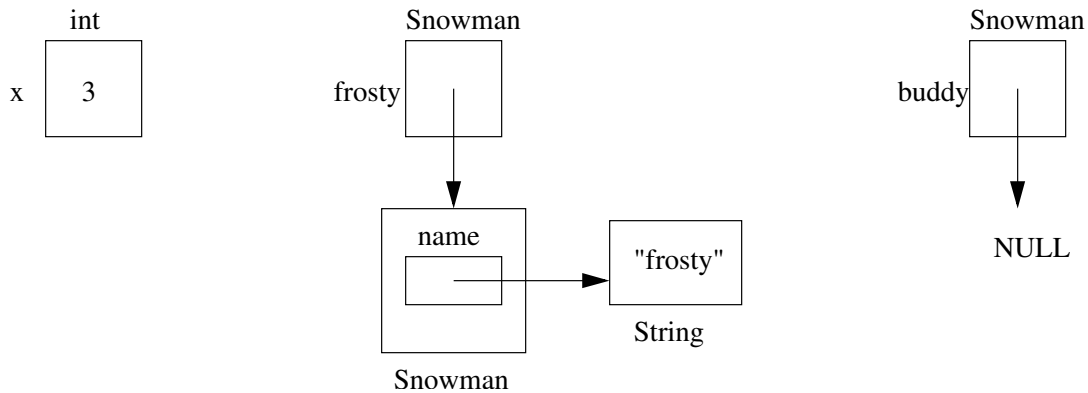 int
x
3
Snowman
frosty
name
"frosty"
String
Snowman
Snowman
buddy
NULL